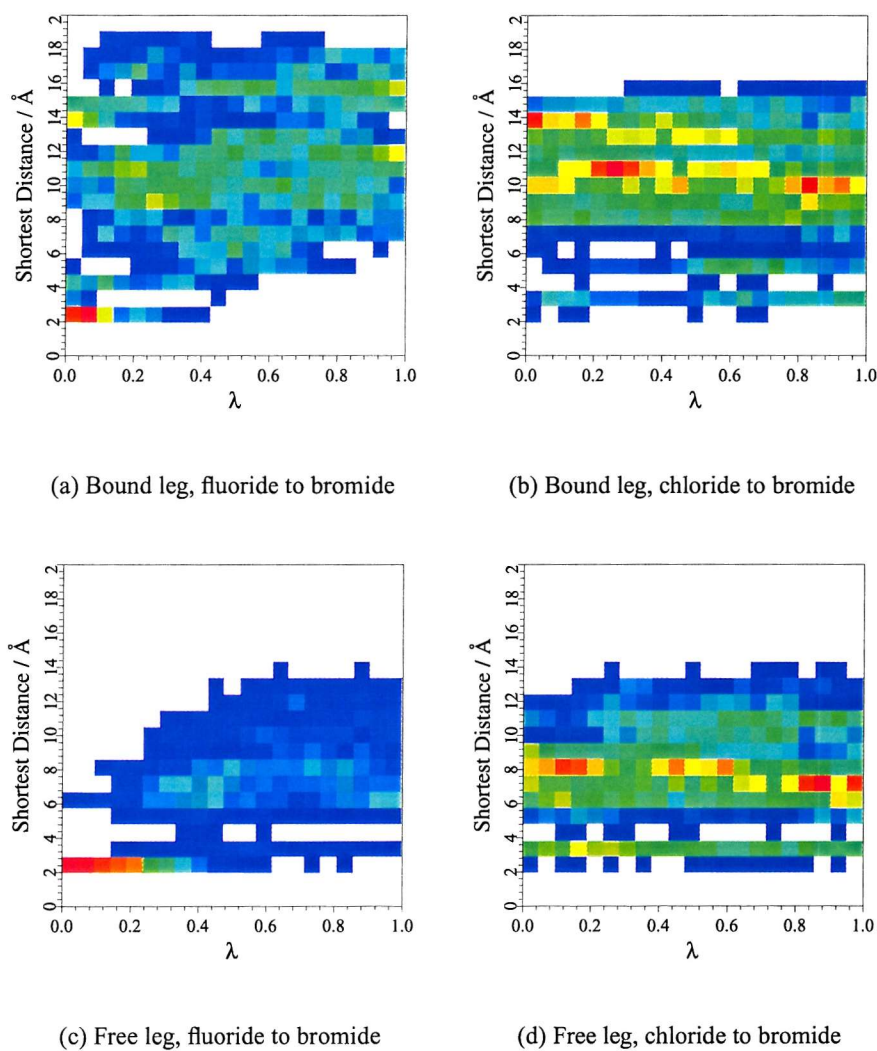 Shortest Distance / Å
0 2 4 6 8 10 12 14 16 18 2
0.0 0.2 0.4 0.6 0.8 1.0
λ
(a) Bound leg, fluoride to bromide
Shortest Distance / Å
0 2 4 6 8 10 12 14 16 18 2
0.0 0.2 0.4 0.6 0.8 1.0
λ
(b) Bound leg, chloride to bromide
Shortest Distance / Å
0 2 4 6 8 10 12 14 16 18 2
0.0 0.2 0.4 0.6 0.8 1.0
λ
(c) Free leg, fluoride to bromide
Shortest Distance / Å
0 2 4 6 8 10 12 14 16 18 2
0.0 0.2 0.4 0.6 0.8 1.0
λ
(d) Free leg, chloride to bromide